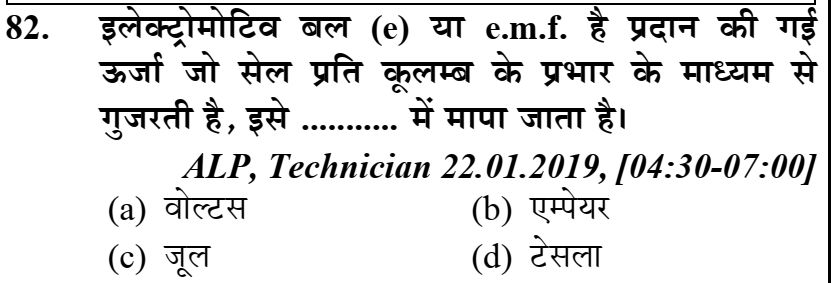 82. इलेक्ट्रोमोटिव बल (e) या e.m.f. है प्रदान की गई
ऊर्जा जो सेल प्रति कूलम्ब के प्रभार के माध्यम से
गुजरती है, इसे ............ में मापा जाता है।
ALP, Technician 22.01.2019, [04:30-07:00]
(a) वोल्टस (b) एम्पेयर
(c) जूल (d) टेसला